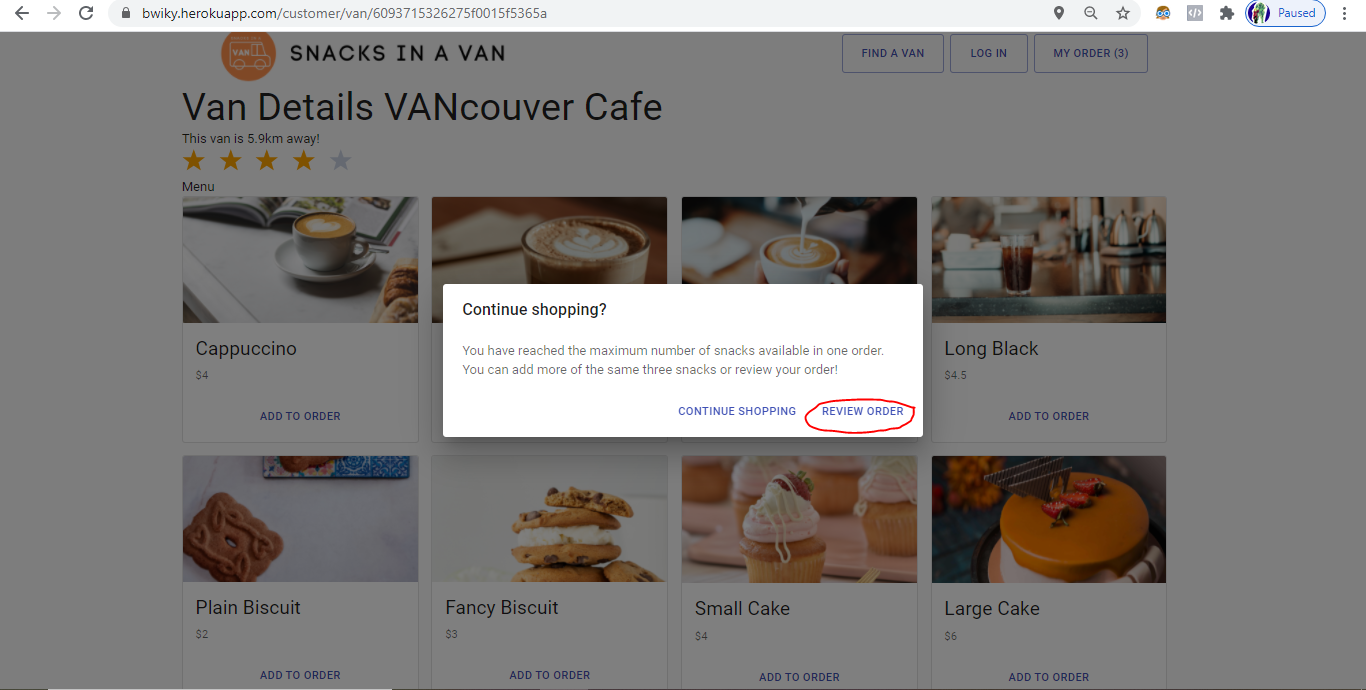 bwiky.herokuapp.com/customer/van/6093715326275f0015f5365a
Paused
VAN
SNACKS IN A VAN
FIND A VAN
LOG IN
MY ORDER (3)
Van Details VANcouver Cafe
This van is 5.9km away!
Menu
Continue shopping?
You have reached the maximum number of snacks available in one order.
You can add more of the same three snacks or review your order!
CONTINUE SHOPPING
REVIEW ORDER
Cappuccino
$4
ADD TO ORDER
Long Black
$4.5
ADD TO ORDER
Plain Biscuit
$2
ADD TO ORDER
Fancy Biscuit
$3
ADD TO ORDER
Small Cake
$4
ADD TO ORDER
Large Cake
$6
ADD TO ORDER